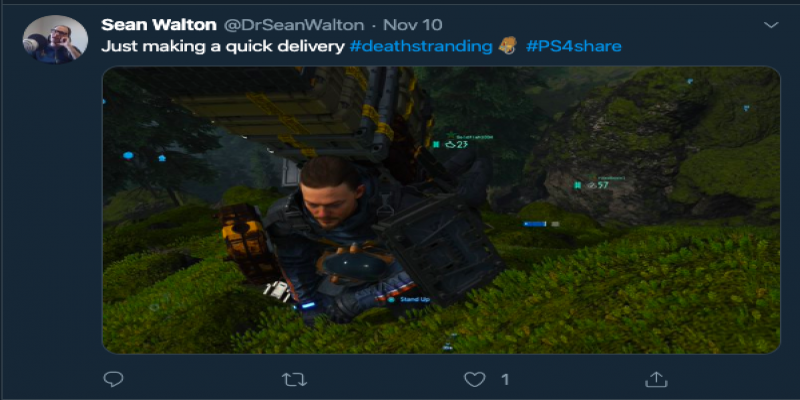 Sean Walton @DrSeanWalton · Nov 10
Just making a quick delivery #deathstranding #PS4share
23
57
Stand Up
1